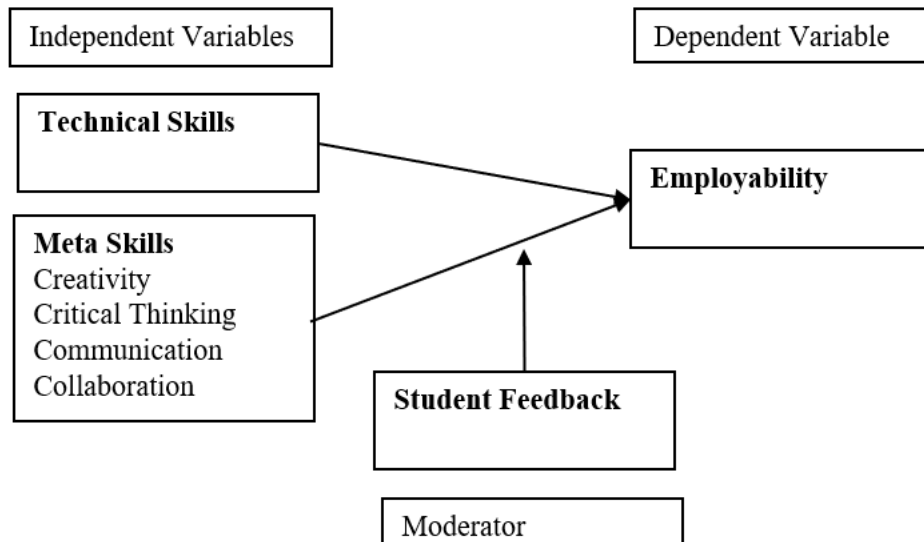 Independent Variables
Dependent Variable
Technical Skills
Employability
Meta Skills
Creativity
Critical Thinking
Communication
Collaboration
Student Feedback
Moderator